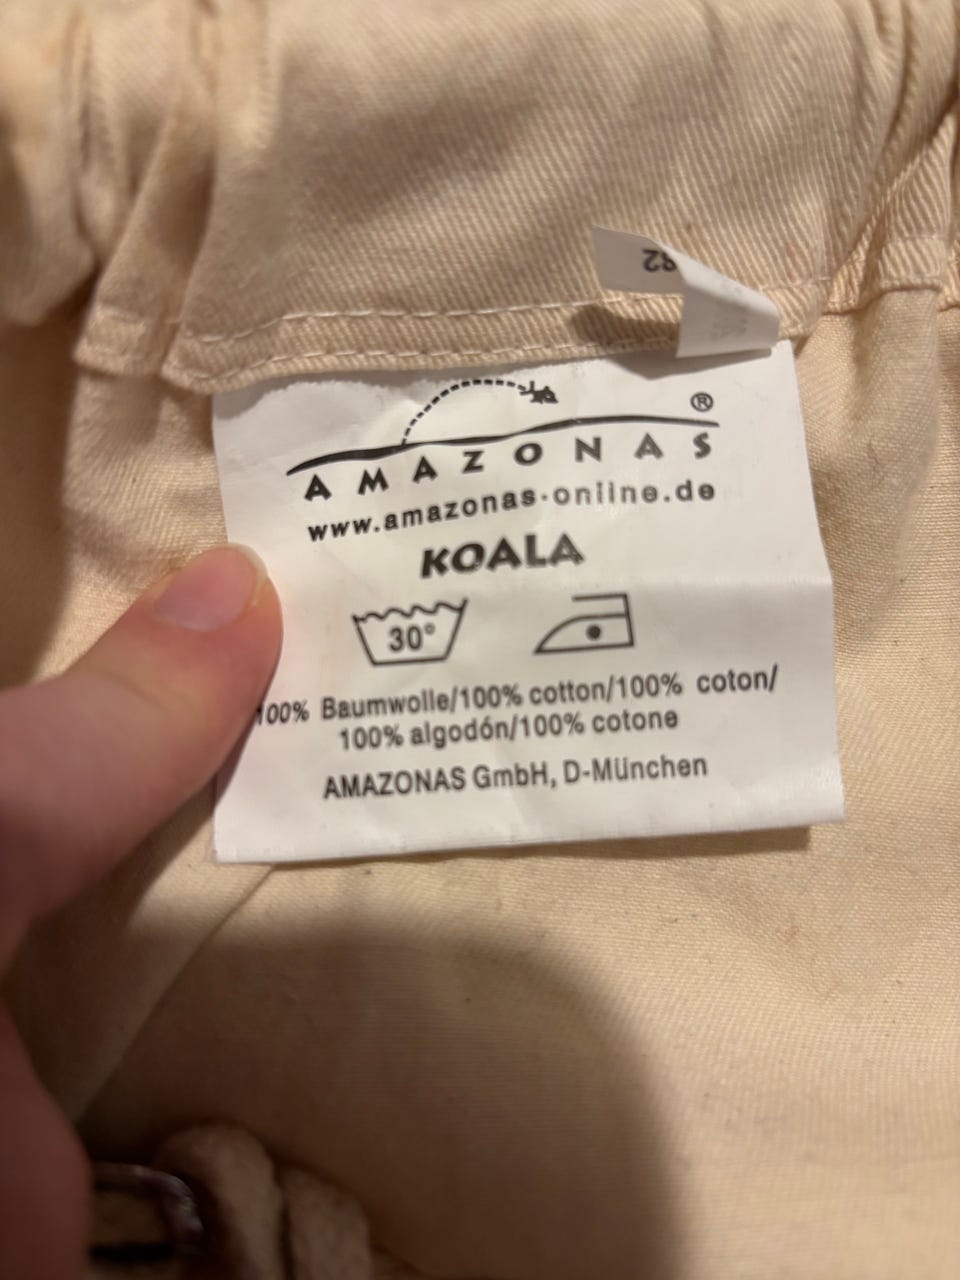 ®
AMAZONAS
www.amazonas-online.de
KOALA
30°
100% Baumwolle/100% cotton/100% coton/
100% algodón/100% cotone
AMAZONAS GmbH, D-München